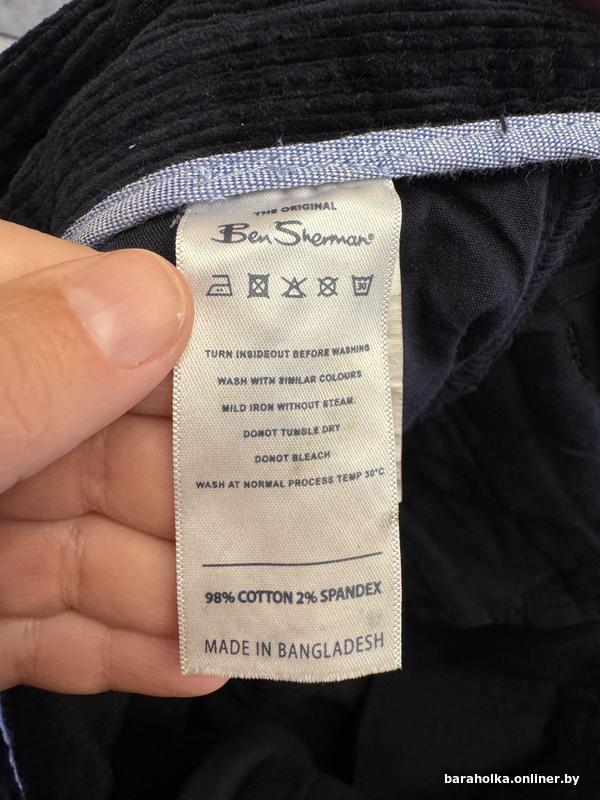 THE ORIGINAL
Ben Sherman®
30
TURN INSIDEOUT BEFORE WASHING
WASH WITH SIMILAR COLOURS
MILD IRON WITHOUT STEAM.
DONOT TUMBLE DRY
DONOT BLEACH
WASH AT NORMAL PROCESS TEMP 30°C
98% COTTON 2% SPANDEX
MADE IN BANGLADESH
baraholka.onliner.by